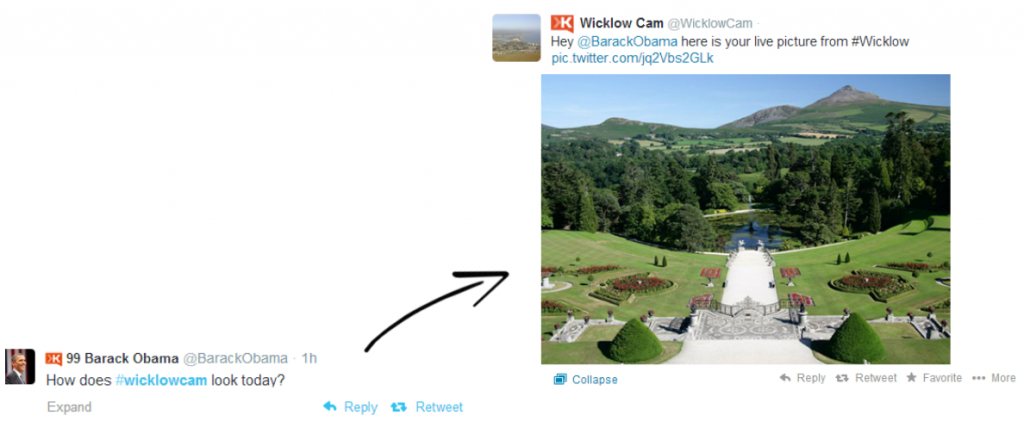 Wicklow Cam @WicklowCam ·
Hey @BarackObama here is your live picture from #Wicklow
pic.twitter.com/jq2Vbs2GLk
Collapse
Reply Retweet Favorite More
99 Barack Obama @BarackObama · 1h
How does #wicklowcam look today?
Expand
Reply Retweet